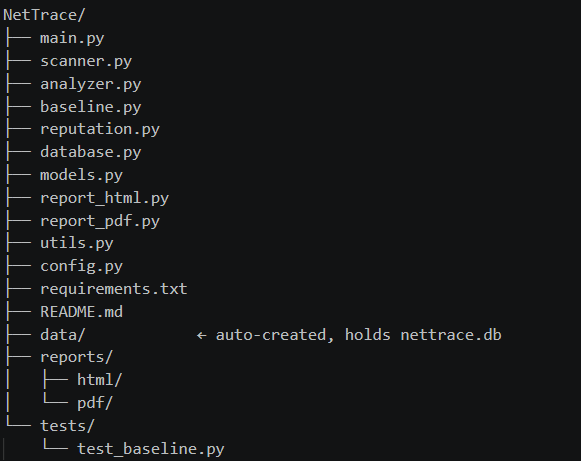 NetTrace/
├── main.py
├── scanner.py
├── analyzer.py
├── baseline.py
├── reputation.py
├── database.py
├── models.py
├── report_html.py
├── report_pdf.py
├── utils.py
├── config.py
├── requirements.txt
├── README.md
├── data/            ← auto-created, holds nettrace.db
├── reports/
│   ├── html/
│   └── pdf/
└── tests/
    └── test_baseline.py